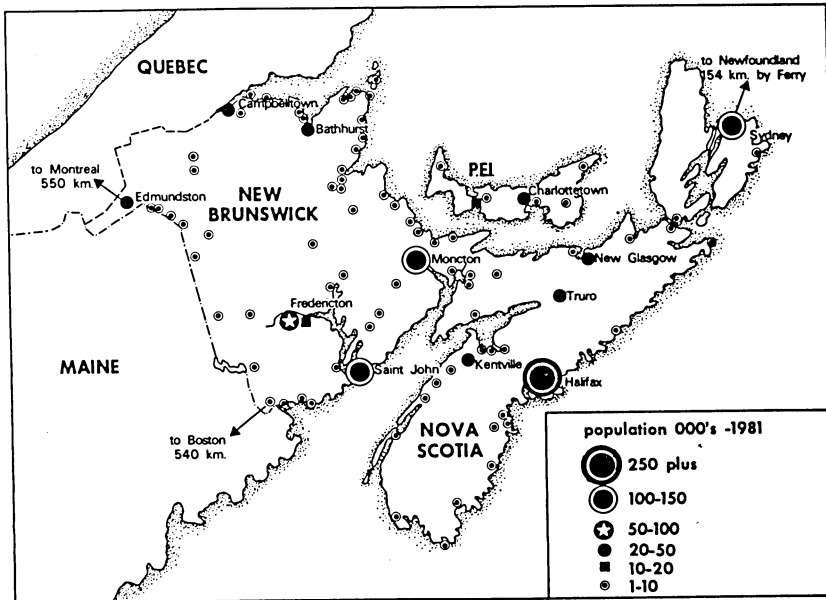 QUEBEC
to Newfoundland
154 km. by Ferry
Campbelltown
Bathhurst
Sydney
to Montreal
550 km.
PEI
Edmundston
Charlottetown
NEW
BRUNSWICK
Moncton
New Glasgow
Truro
Fredericton
MAINE
Saint John
Kentville
Halifax
to Boston
540 km.
NOVA
SCOTIA
population 000's -1981
250 plus
100-150
50-100
20-50
10-20
1-10